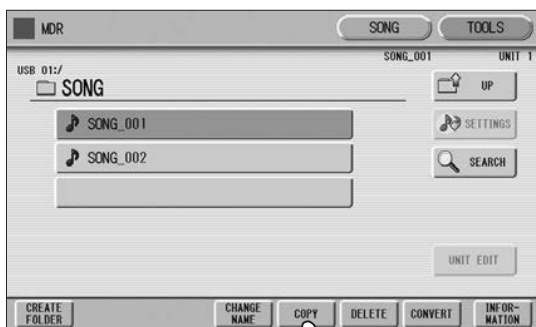 MDR SONG TOOLS
SONG_001 UNIT 1
USB 01:/
SONG
UP
SONG_001
SETTINGS
SONG_002
SEARCH
UNIT EDIT
CREATE
FOLDER
CHANGE
NAME
COPY
DELETE
CONVERT
INFOR-
MATION